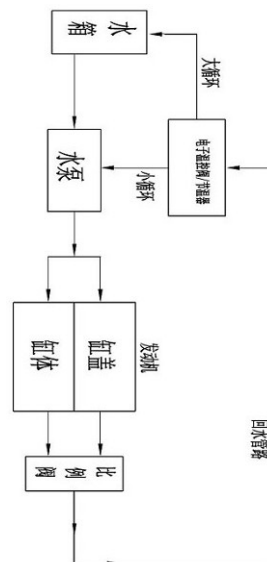 水箱
大循环
电子温控阀/节温器
小循环
水泵
发动机
缸体
缸盖
回水管路
比例阀